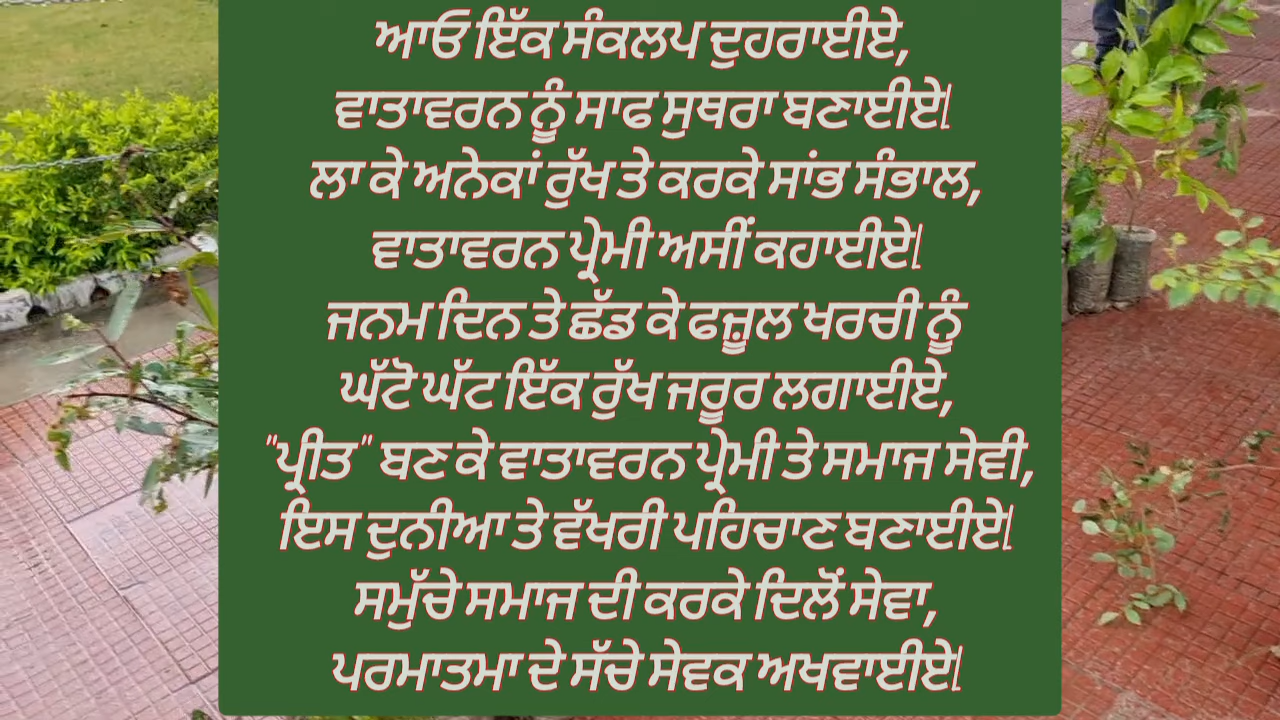 ਆਓ ਇੱਕ ਸੰਕਲਪ ਦੁਹਰਾਈਏ,
ਵਾਤਾਵਰਨ ਨੂੰ ਸਾਫ ਸੁਥਰਾ ਬਣਾਈਏ।
ਲਾ ਕੇ ਅਨੇਕਾਂ ਰੁੱਖ ਤੇ ਕਰਕੇ ਸਾਂਭ ਸੰਭਾਲ,
ਵਾਤਾਵਰਨ ਪ੍ਰੇਮੀ ਅਸੀਂ ਕਹਾਈਏ।
ਜਨਮ ਦਿਨ ਤੇ ਛੱਡ ਕੇ ਫਜ਼ੂਲ ਖਰਚੀ ਨੂੰ
ਘੱਟੋ ਘੱਟ ਇੱਕ ਰੁੱਖ ਜਰੂਰ ਲਗਾਈਏ,
"ਪ੍ਰੀਤ" ਬਣ ਕੇ ਵਾਤਾਵਰਨ ਪ੍ਰੇਮੀ ਤੇ ਸਮਾਜ ਸੇਵੀ,
ਇਸ ਦੁਨੀਆ ਤੇ ਵੱਖਰੀ ਪਹਿਚਾਣ ਬਣਾਈਏ।
ਸਮੁੱਚੇ ਸਮਾਜ ਦੀ ਕਰਕੇ ਦਿਲੋਂ ਸੇਵਾ,
ਪਰਮਾਤਮਾ ਦੇ ਸੱਚੇ ਸੇਵਕ ਅਖਵਾਈਏ।